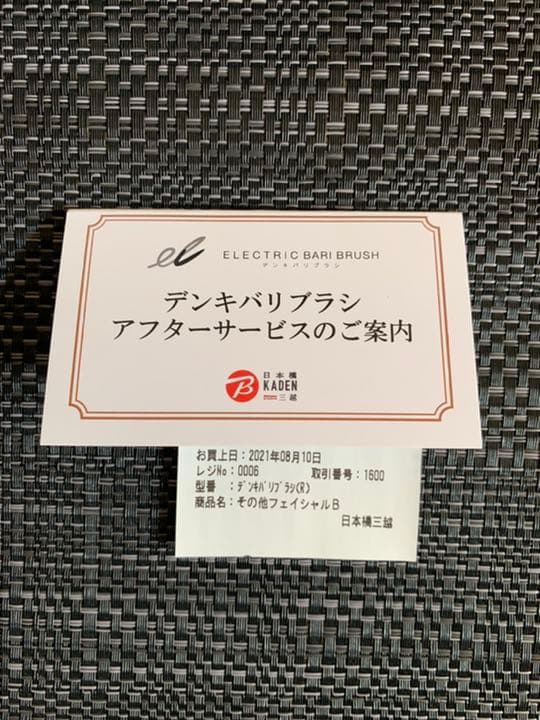 el ELECTRIC BARI BRUSH
デンキバリブラシ
デンキバリブラシ
アフターサービスのご案内
B 日本橋
KADEN
三越
お買上日：2021年08月10日
レジNo：0006 取引番号：1600
型番 ：ﾃﾞﾝｷﾊﾞﾘﾌﾞﾗｼ(R)
商品名：その他フェイシャルB
日本橋三越